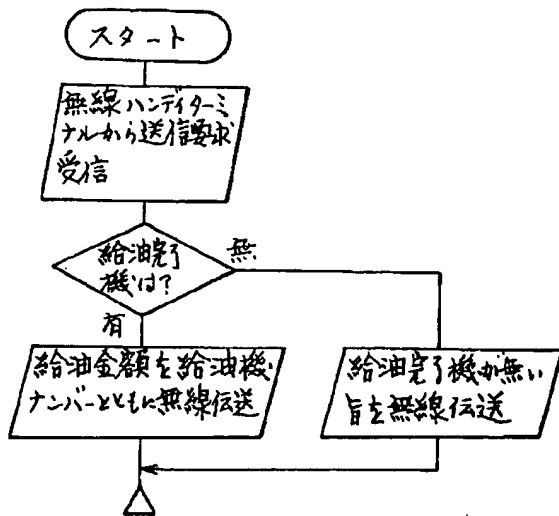 スタート
無線ハンディターミ
ナルから送信要求
受信
給油完了
機は?
無
有
給油金額を給油機
ナンバーとともに無線伝送
給油完了機が無い
旨を無線伝送